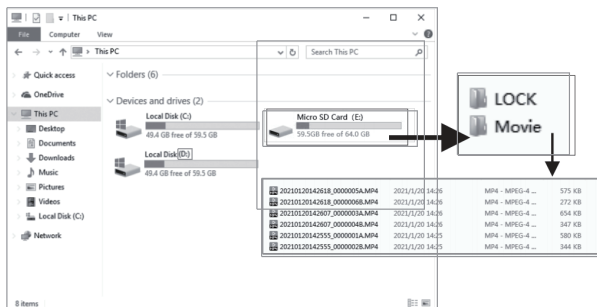 This PC
File Computer View
This PC
Search This PC
Quick access
OneDrive
This PC
Desktop
Documents
Downloads
Music
Pictures
Videos
Local Disk (C:)
Network
Folders (6)
Devices and drives (2)
Local Disk (C:)
49.4 GB free of 59.5 GB
Micro SD Card (E:)
59.5GB free of 64.0 GB
Local Disk (D:)
49.4 GB free of 59.5 GB
LOCK
Movie
20210120142618_0000005A.MP4 2021/1/20 14:26 MP4 - MPEG-4 ... 575 KB
20210120142618_0000006B.MP4 2021/1/20 14:26 MP4 - MPEG-4 ... 272 KB
20210120142607_0000003A.MP4 2021/1/20 14:26 MP4 - MPEG-4 ... 654 KB
20210120142607_0000004B.MP4 2021/1/20 14:26 MP4 - MPEG-4 ... 347 KB
20210120142555_0000001A.MP4 2021/1/20 14:25 MP4 - MPEG-4 ... 580 KB
20210120142555_0000002B.MP4 2021/1/20 14:25 MP4 - MPEG-4 ... 344 KB
8 items